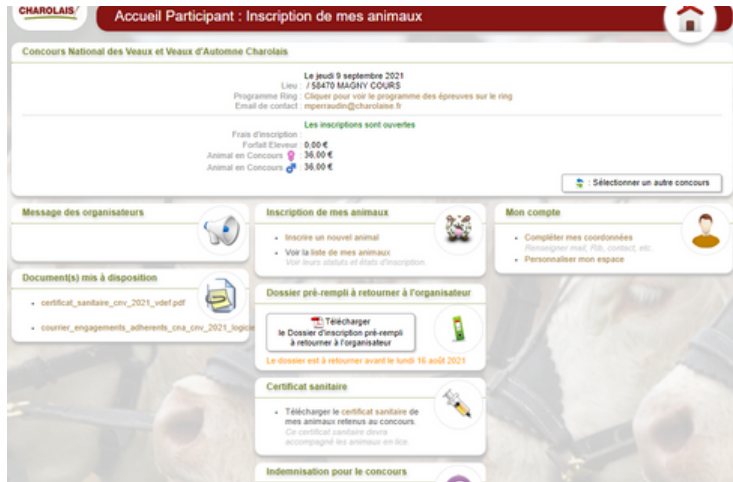 CHAROLAIS
Accueil Participant : Inscription de mes animaux
Concours National des Veaux et Veaux d'Automne Charolais
Le jeudi 9 septembre 2021
Lieu : / 58470 MAGNY COURS
Programme Ring : Cliquer pour voir le programme des épreuves sur le ring
Email de contact : mperraudin@charolaise.fr
Les inscriptions sont ouvertes
Frais d'inscription :
Forfait Eleveur : 0,00 €
Animal en Concours : 36,00 €
Animal en Concours : 36,00 €
: Sélectionner un autre concours
Message des organisateurs
Document(s) mis à disposition
certificat_sanitaire_cnv_2021_vdef.pdf
courrier_engagements_adherents_cna_cnv_2021_logicie
Inscription de mes animaux
Inscrire un nouvel animal
Voir la liste de mes animaux
Voir leurs statuts et états d'inscription
Dossier pré-rempli à retourner à l'organisateur
Télécharger
le Dossier d'inscription pré-rempli
à retourner à l'organisateur
Le dossier est à retourner avant le lundi 16 août 2021
Certificat sanitaire
Télécharger le certificat sanitaire de
mes animaux retenus au concours.
Ce certificat sanitaire devra
accompagné les animaux en lice.
Indemnisation pour le concours
Mon compte
Compléter mes coordonnées
Renseigner mail, Rib, contact, etc.
Personnaliser mon espace